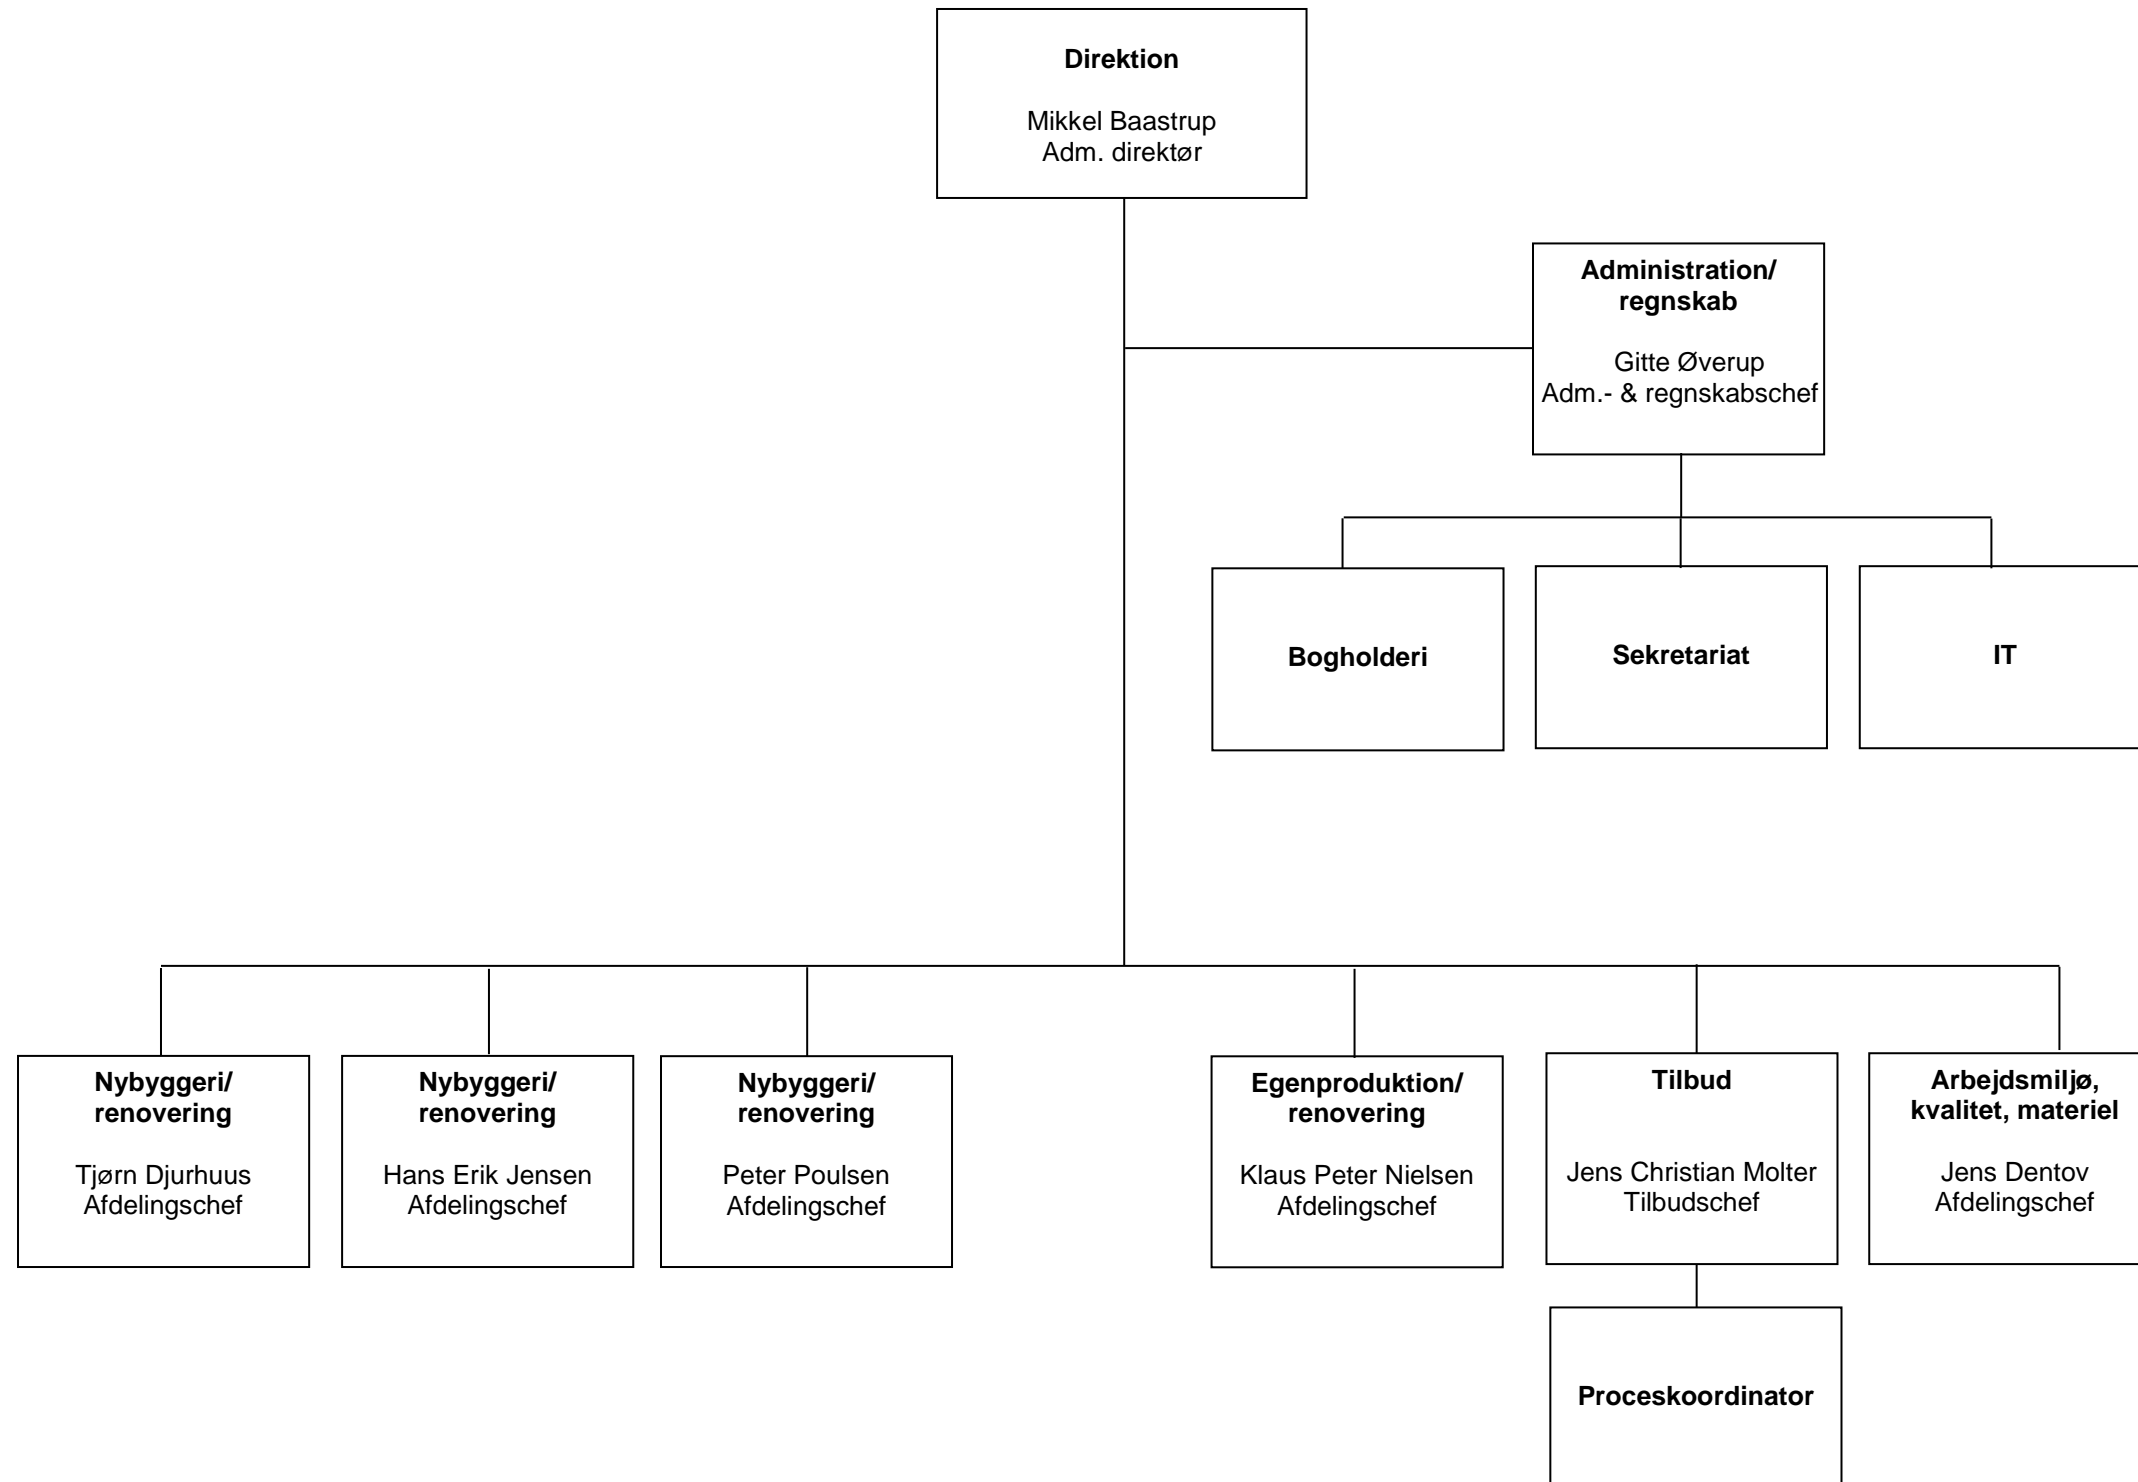 Direktion
Mikkel Baastrup
Adm. direktør
Administration/
regnskab
Gitte Øverup
Adm.- & regnskabschef
Bogholderi
Sekretariat
IT
Nybyggeri/
renovering
Tjørn Djurhuus
Afdelingschef
Nybyggeri/
renovering
Hans Erik Jensen
Afdelingschef
Nybyggeri/
renovering
Peter Poulsen
Afdelingschef
Egenproduktion/
renovering
Klaus Peter Nielsen
Afdelingschef
Tilbud
Jens Christian Molter
Tilbudschef
Arbejdsmiljø,
kvalitet, materiel
Jens Dentov
Afdelingschef
Proceskoordinator